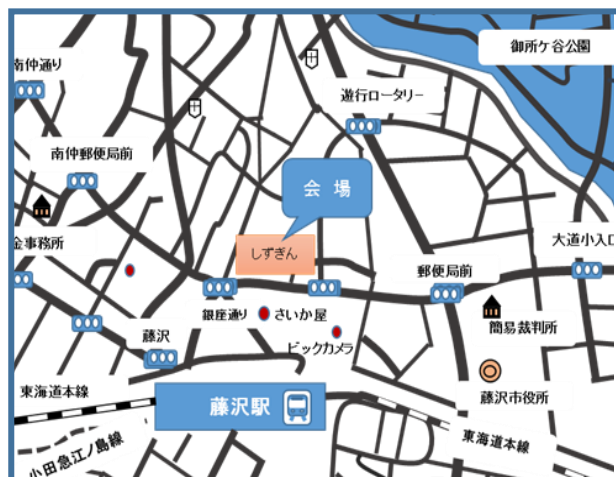 御所ケ谷公園
南仲通り
遊行ロータリー
南仲郵便局前
会 場
金事務所
しずぎん
大道小入口
郵便局前
銀座通り
さいか屋
簡易裁判所
藤沢
ビックカメラ
東海道本線
藤沢駅
藤沢市役所
東海道本線
小田急江ノ島線